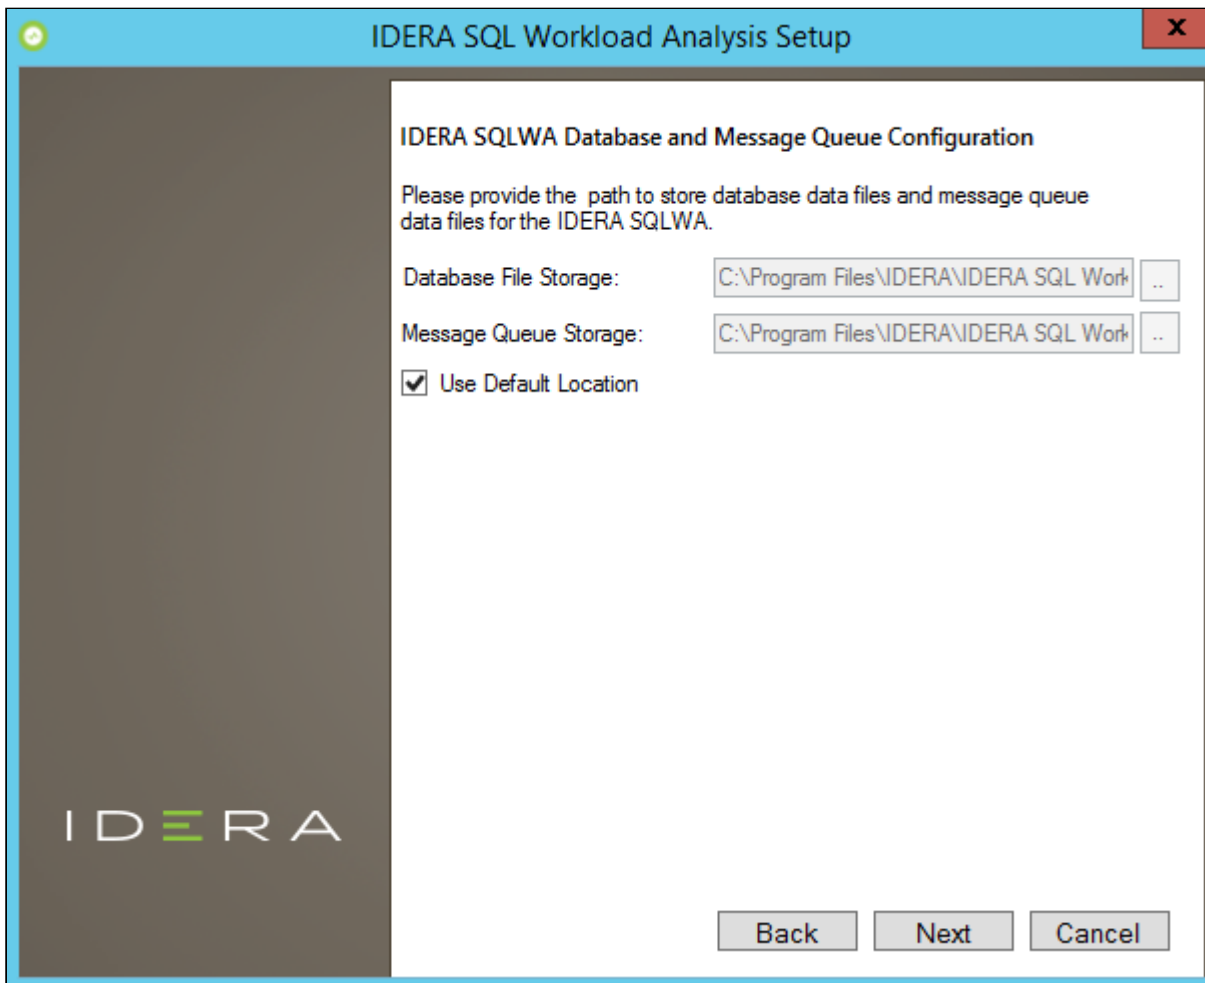 IDERA SQL Workload Analysis Setup
x
IDERA SQLWA Database and Message Queue Configuration
Please provide the path to store database data files and message queue
data files for the IDERA SQLWA.
Database File Storage: C:\Program Files\IDERA\IDERA SQL Work ..
Message Queue Storage: C:\Program Files\IDERA\IDERA SQL Work ..
Use Default Location
IDERA
Back Next Cancel